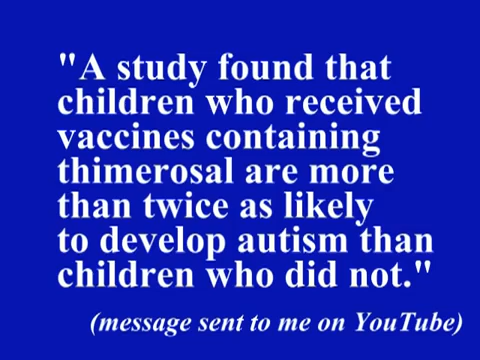 "A study found that
children who received
vaccines containing
thimerosal are more
than twice as likely
to develop autism than
children who did not."
(message sent to me on YouTube)